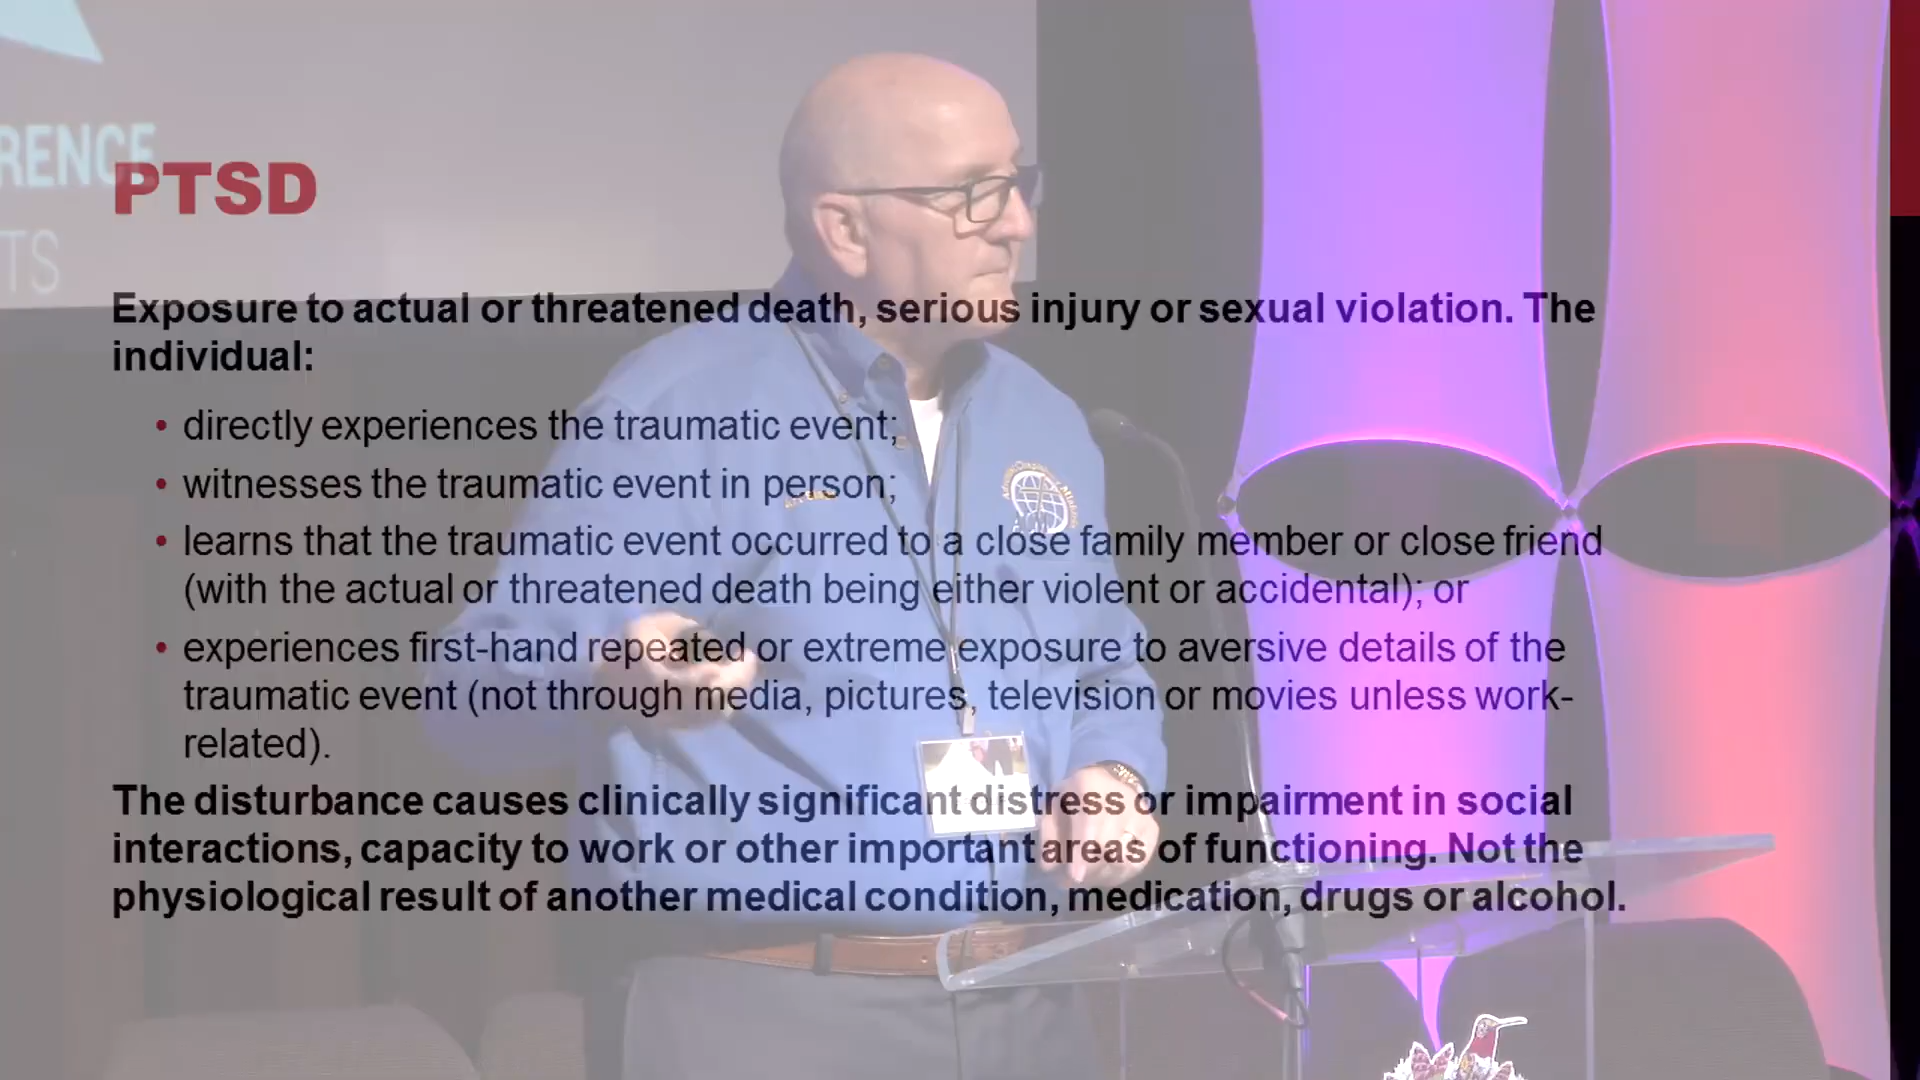 RENCE
TS
PTSD
Exposure to actual or threatened death, serious injury or sexual violation. The
individual:
• directly experiences the traumatic event;
• witnesses the traumatic event in person;
• learns that the traumatic event occurred to a close family member or close friend
(with the actual or threatened death being either violent or accidental); or
• experiences first-hand repeated or extreme exposure to aversive details of the
traumatic event (not through media, pictures, television or movies unless work-
related).
The disturbance causes clinically significant distress or impairment in social
interactions, capacity to work or other important areas of functioning. Not the
physiological result of another medical condition, medication, drugs or alcohol.